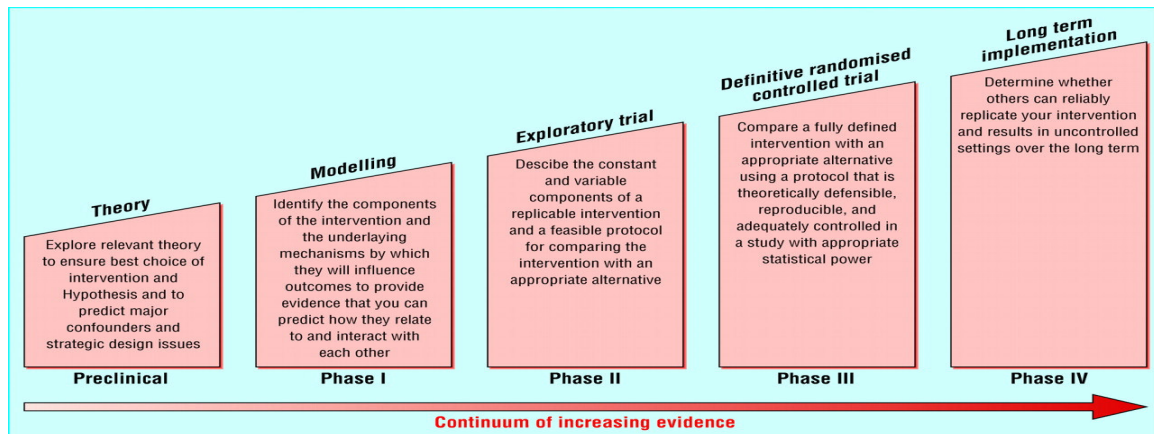 Theory
Explore relevant theory
to ensure best choice of
intervention and
Hypothesis and to
predict major
confounders and
strategic design issues
Preclinical
Modelling
Identify the components
of the intervention and
the underlaying
mechanisms by which
they will influence
outcomes to provide
evidence that you can
predict how they relate
to and interact with
each other
Phase I
Exploratory trial
Descibe the constant
and variable
components of a
replicable intervention
and a feasible protocol
for comparing the
intervention with an
appropriate alternative
Phase II
Definitive randomised
controlled trial
Compare a fully defined
intervention with an
appropriate alternative
using a protocol that is
theoretically defensible,
reproducible, and
adequately controlled in
a study with appropriate
statistical power
Phase III
Long term
implementation
Determine whether
others can reliably
replicate your intervention
and results in uncontrolled
settings over the long term
Phase IV
Continuum of increasing evidence